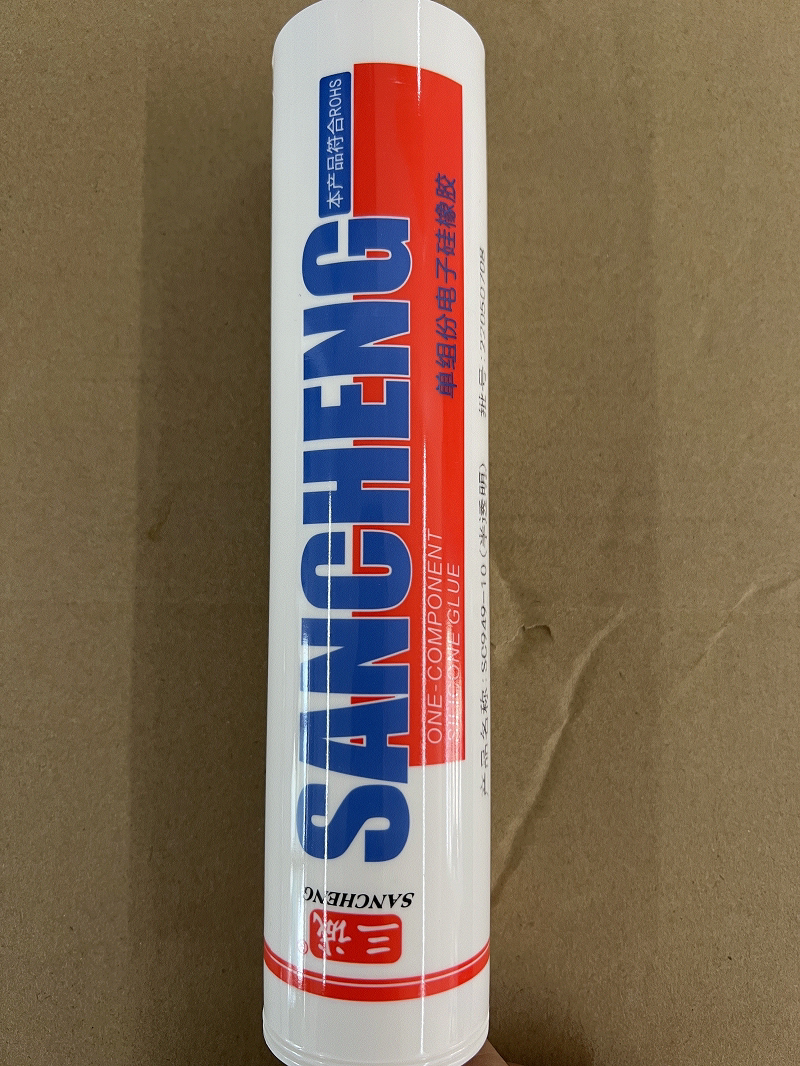 本产品符合ROHS
SANCHENG
单组份电子硅橡胶
ONE-COMPONENT
SILICONE GLUE
产品名称：SC949-10（半透明） 批号：
SANCHENG
三诚
®